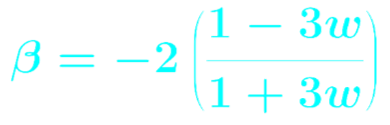 β = −2 ( (1 − 3w) / (1 + 3w) )